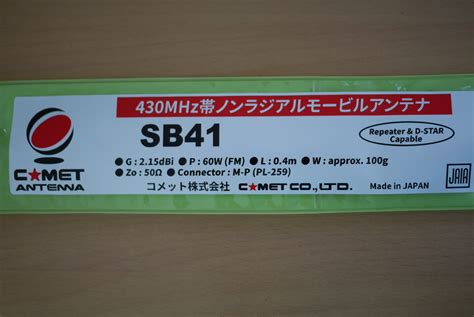 430MHz帯ノンラジアルモービルアンテナ
SB41
Repeater & D-STAR
Capable
● G : 2.15dBi ● P : 60W (FM) ● L : 0.4m ● W : approx. 100g
● Zo : 50Ω ● Connector : M-P (PL-259)
コメット株式会社 C★MET CO.,LTD.
Made in JAPAN
C★MET
ANTENNA
JAIA